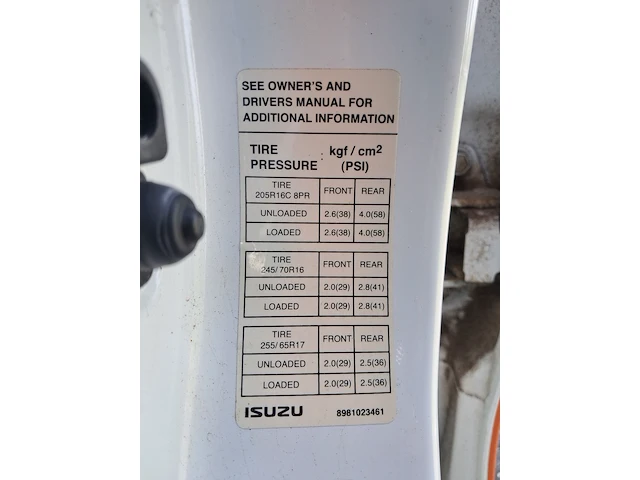 SEE OWNER'S AND
DRIVERS MANUAL FOR
ADDITIONAL INFORMATION
TIRE PRESSURE : kgf / cm2 (PSI)
TIRE 205R16C 8PR FRONT REAR
UNLOADED 2.6(38) 4.0(58)
LOADED 2.6(38) 4.0(58)
TIRE 245/70R16 FRONT REAR
UNLOADED 2.0(29) 2.8(41)
LOADED 2.0(29) 2.8(41)
TIRE 255/65R17 FRONT REAR
UNLOADED 2.0(29) 2.5(36)
LOADED 2.0(29) 2.5(36)
ISUZU 8981023461